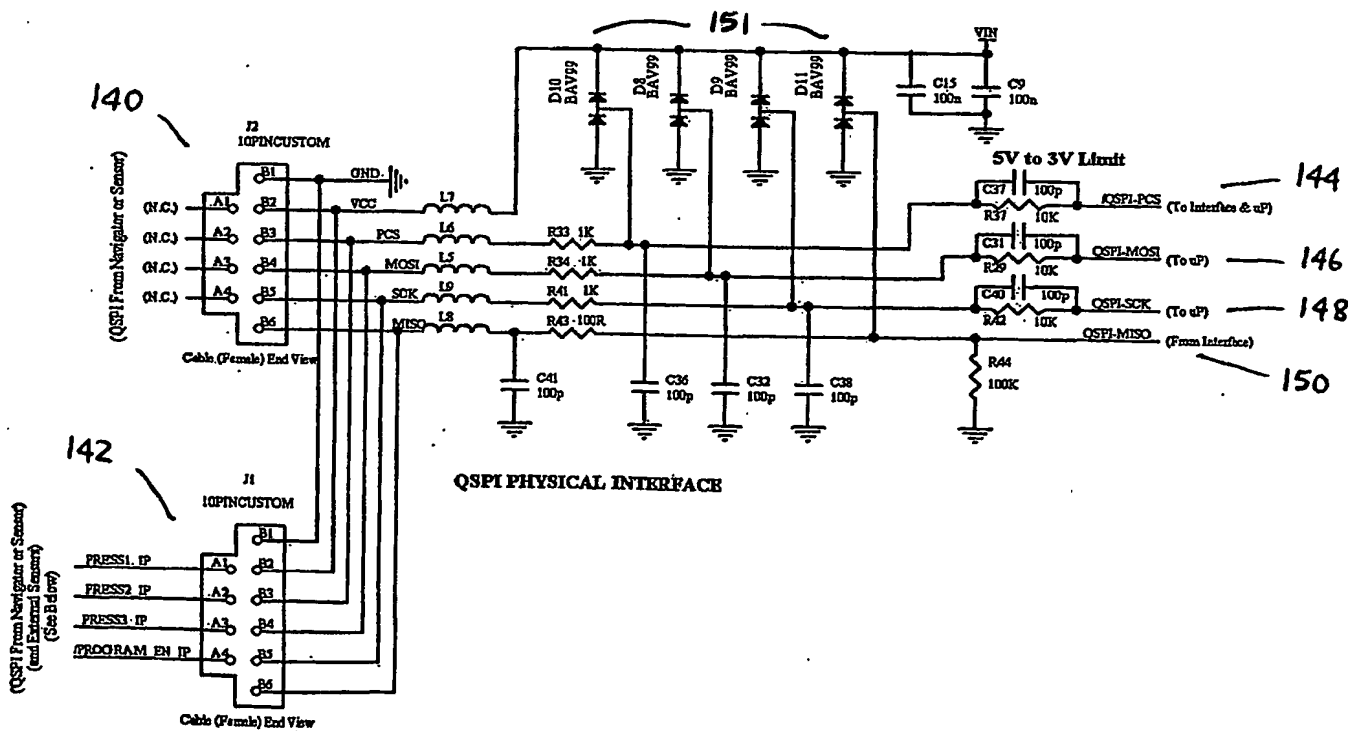 151
VIN
D10
BAV99
D8
BAV99
D9
BAV99
D11
BAV99
C15
100n
C9
100n
140
J2
10PINCUSTOM
(QSPI From Navigator or Sensor)
B1
GND.
5V to 3V Limit
144
(N.C.)
A1
B2
VCC
L7
C37
100p
/QSPI-PCS
(To Interface & uP)
(N.C.)
A2
B3
PCS
L6
R33 1K
R37
10K
(N.C.)
A3
B4
MOSI
L5
R34 1K
C31
100p
R29
10K
QSPI-MOSI
(To uP)
146
(N.C.)
A4
B5
SCK
L9
R41 1K
C40
100p
R42
10K
QSPI-SCK
(To uP)
148
B6
MISO
L8
R43 100R
QSPI-MISO
(From Interface)
150
Cable (Female) End View
C41
100p
C36
100p
C32
100p
C38
100p
R44
100K
142
J1
10PINCUSTOM
QSPI PHYSICAL INTERFACE
(QSPI From Navigator or Sensor)
(and External Sensors)
(See Below)
B1
PRESS1. IP
A1
B2
PRESS2 IP
A2
B3
PRESS3 IP
A3
B4
/PROGRAM EN IP
A4
B5
B6
Cable (Female) End View